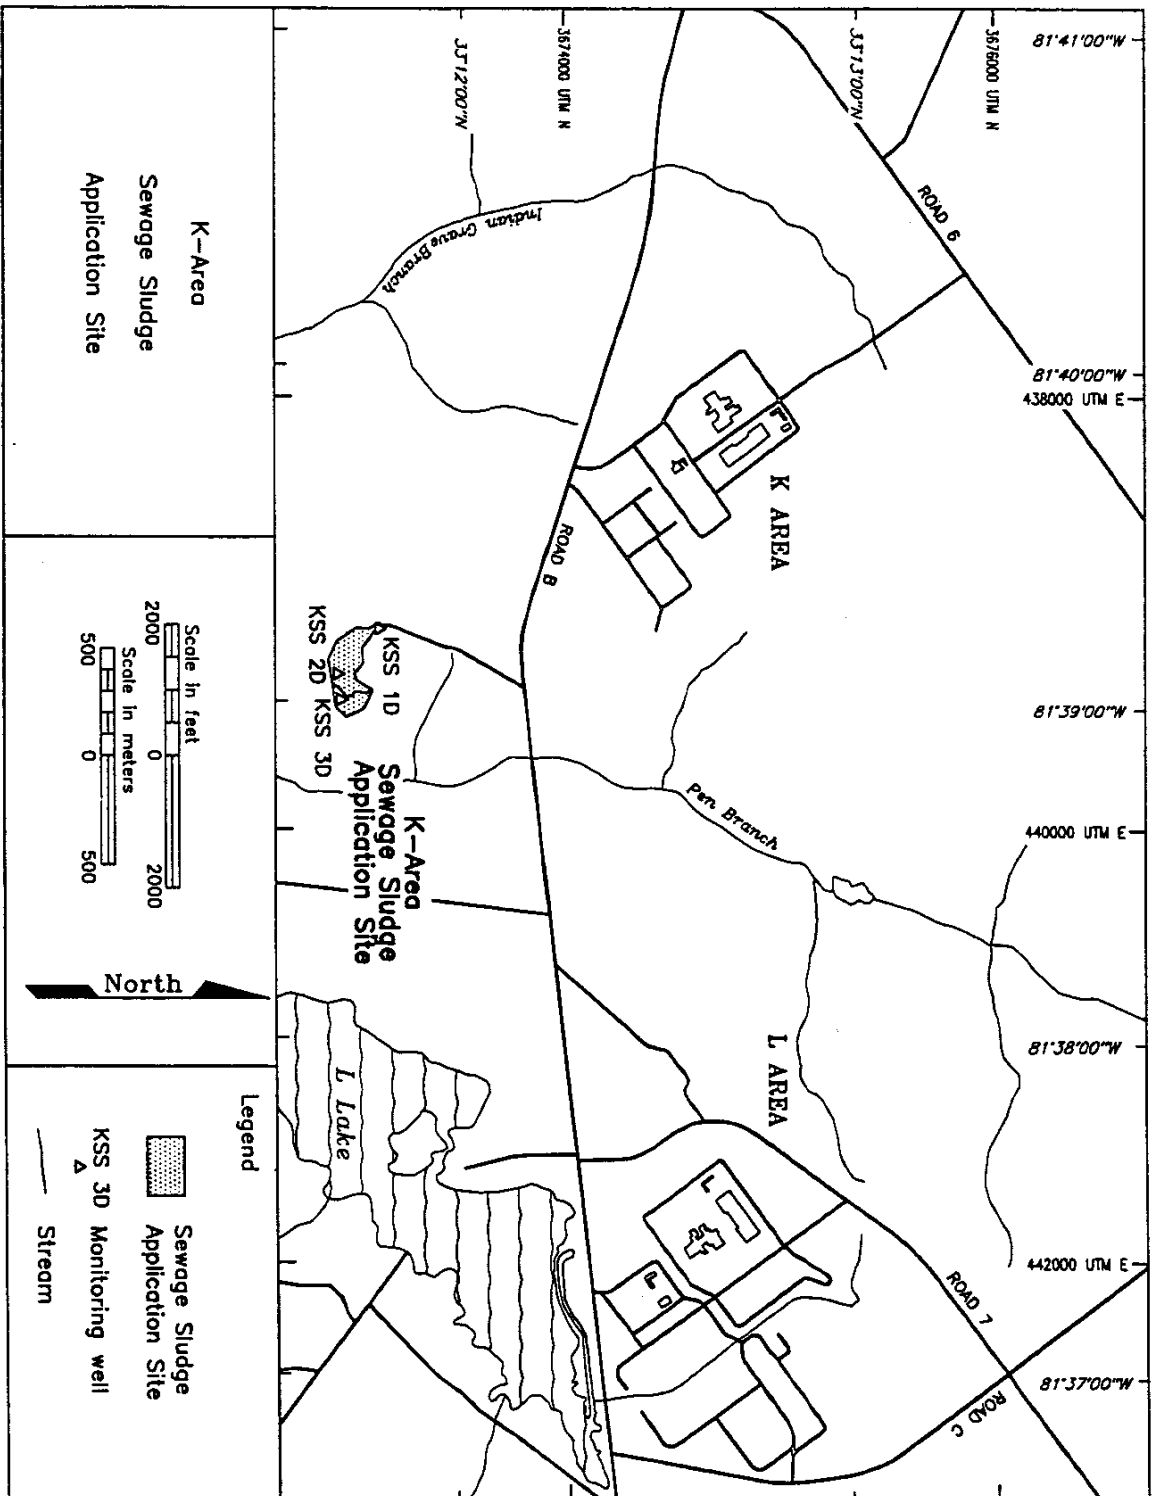 81°41'00"W
81°40'00"W
438000 UTM E
81°39'00"W
440000 UTM E
81°38'00"W
442000 UTM E
81°37'00"W
3676000 UTM N
33°13'00"N
3674000 UTM N
33°12'00"N
ROAD 6
ROAD 7
ROAD C
K AREA
L AREA
Pen Branch
ROAD B
Indian Grave Branch
KSS 1D
KSS 2D
KSS 3D
K-Area
Sewage Sludge
Application Site
L Lake
K-Area
Sewage Sludge
Application Site
Scale in feet
2000 0 2000
Scale in meters
500 0 500
North
Legend
Sewage Sludge
Application Site
KSS 3D Monitoring well
Stream